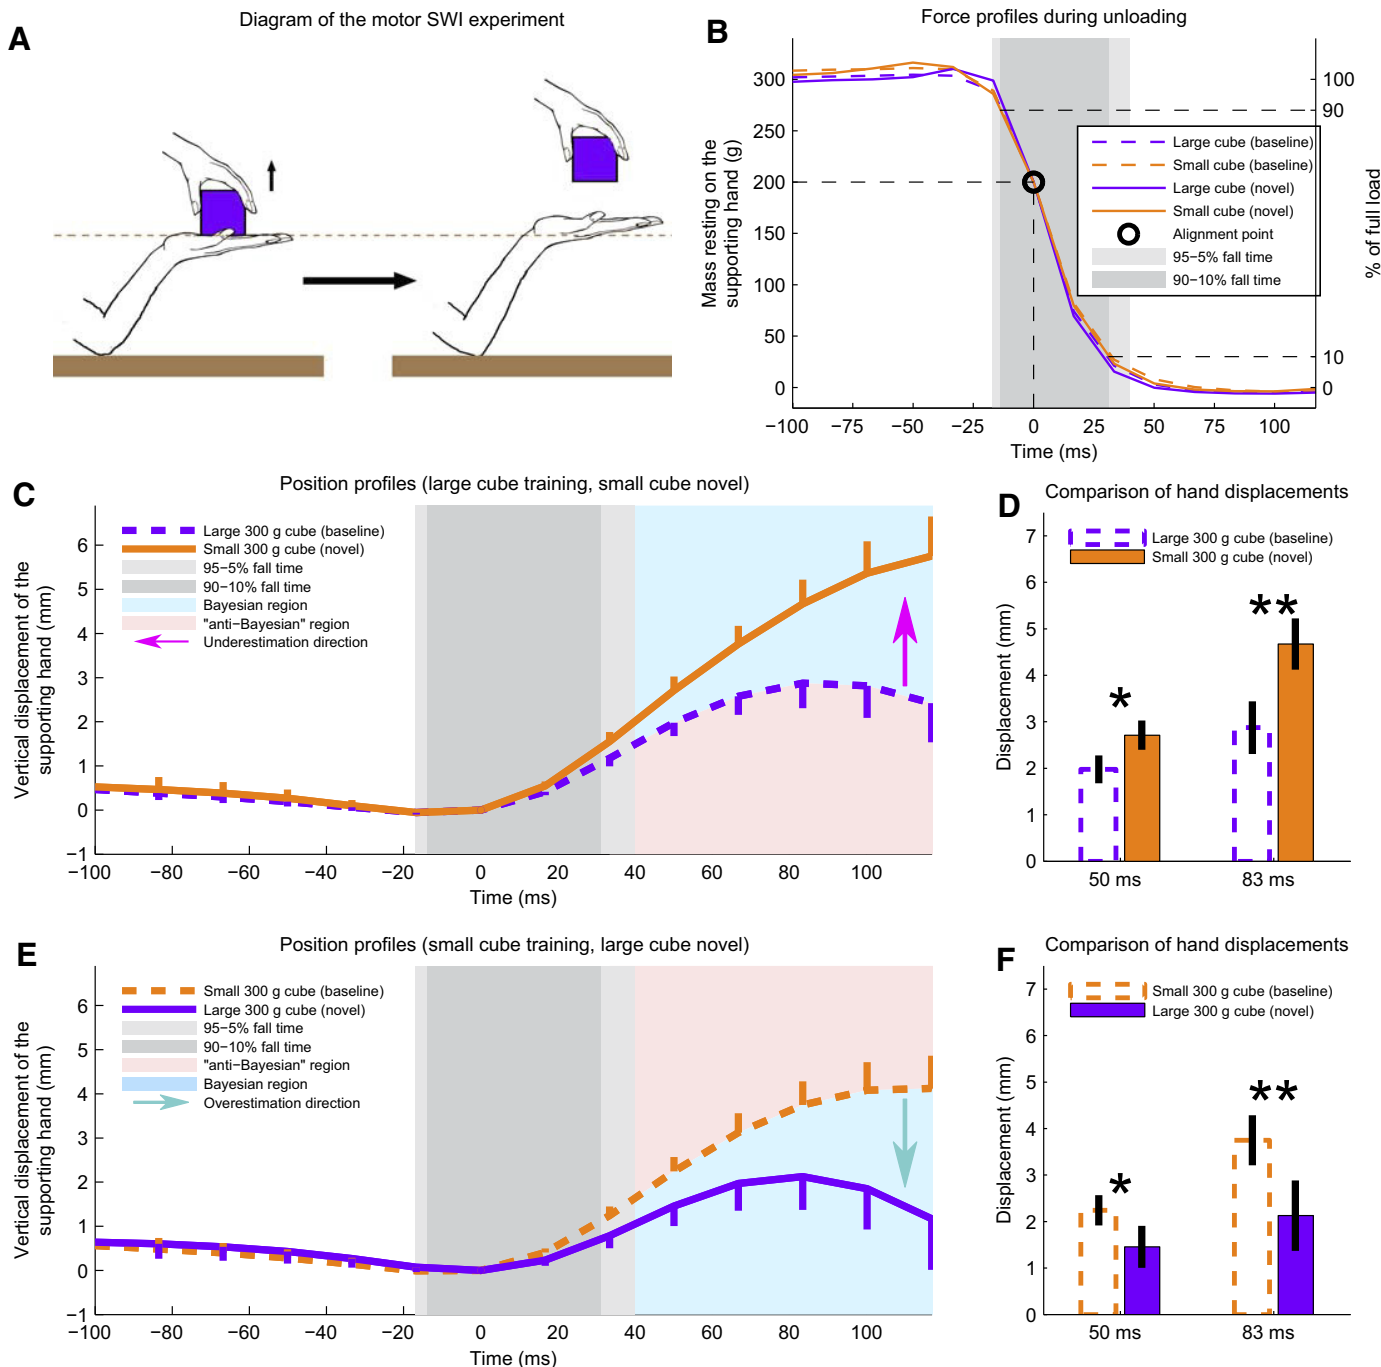 A
Diagram of the motor SWI experiment
B
Force profiles during unloading
Mass resting on the
supporting hand (g)
300
250
200
150
100
50
0
100
90
10
0
% of full load
Large cube (baseline)
Small cube (baseline)
Large cube (novel)
Small cube (novel)
Alignment point
95−5% fall time
90−10% fall time
−100 −75 −50 −25 0 25 50 75 100
Time (ms)
C
Position profiles (large cube training, small cube novel)
Vertical displacement of the
supporting hand (mm)
6
5
4
3
2
1
0
−1
Large 300 g cube (baseline)
Small 300 g cube (novel)
95−5% fall time
90−10% fall time
Bayesian region
"anti−Bayesian" region
Underestimation direction
−100 −80 −60 −40 −20 0 20 40 60 80 100
Time (ms)
D
Comparison of hand displacements
Displacement (mm)
7
6
5
4
3
2
1
0
Large 300 g cube (baseline)
Small 300 g cube (novel)
*
**
50 ms 83 ms
E
Position profiles (small cube training, large cube novel)
Vertical displacement of the
supporting hand (mm)
6
5
4
3
2
1
0
−1
Small 300 g cube (baseline)
Large 300 g cube (novel)
95−5% fall time
90−10% fall time
"anti−Bayesian" region
Bayesian region
Overestimation direction
−100 −80 −60 −40 −20 0 20 40 60 80 100
Time (ms)
F
Comparison of hand displacements
Displacement (mm)
7
6
5
4
3
2
1
0
Small 300 g cube (baseline)
Large 300 g cube (novel)
*
**
50 ms 83 ms